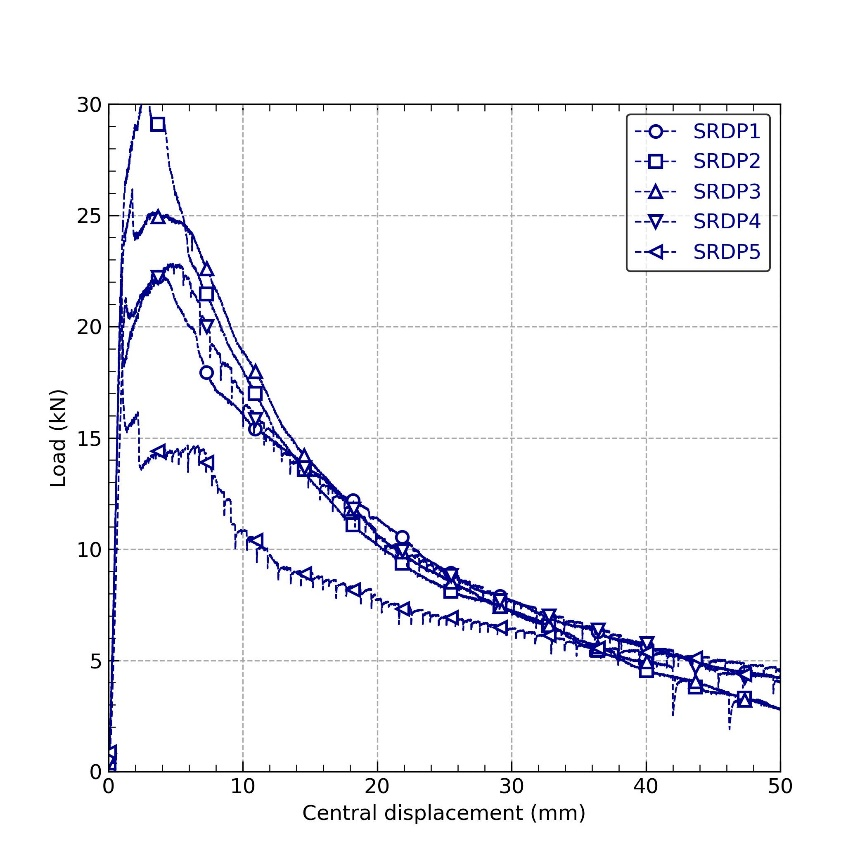 30
25
20
15
10
5
0
0 10 20 30 40 50
Load (kN)
Central displacement (mm)
SRDP1
SRDP2
SRDP3
SRDP4
SRDP5